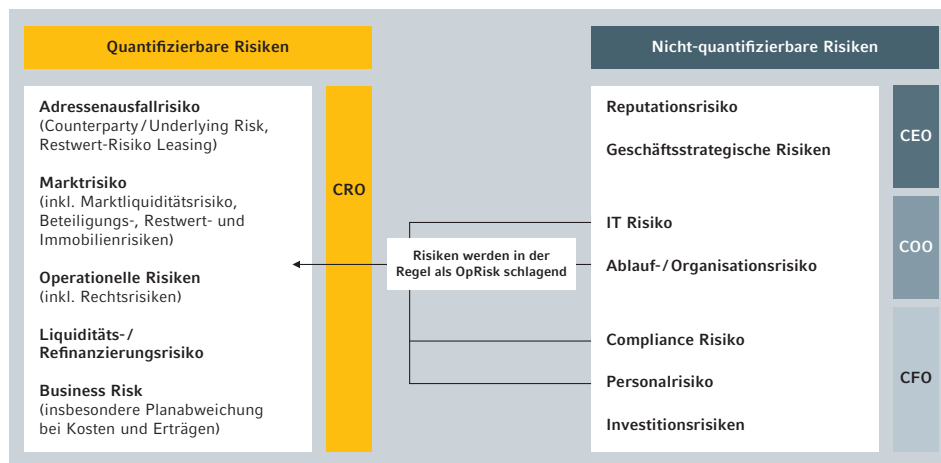 Quantifizierbare Risiken
Adressenausfallrisiko
(Counterparty/Underlying Risk,
Restwert-Risiko Leasing)
Marktrisiko
(inkl. Marktliquiditätsrisiko,
Beteiligungs-, Restwert- und
Immobilienrisiken)
Operationelle Risiken
(inkl. Rechtsrisiken)
Liquiditäts-/
Refinanzierungsrisiko
Business Risk
(insbesondere Planabweichung
bei Kosten und Erträgen)
CRO
Risiken werden in der
Regel als OpRisk schlagend
Nicht-quantifizierbare Risiken
Reputationsrisiko
Geschäftsstrategische Risiken
IT Risiko
Ablauf-/Organisationsrisiko
Compliance Risiko
Personalrisiko
Investitionsrisiken
CEO
COO
CFO